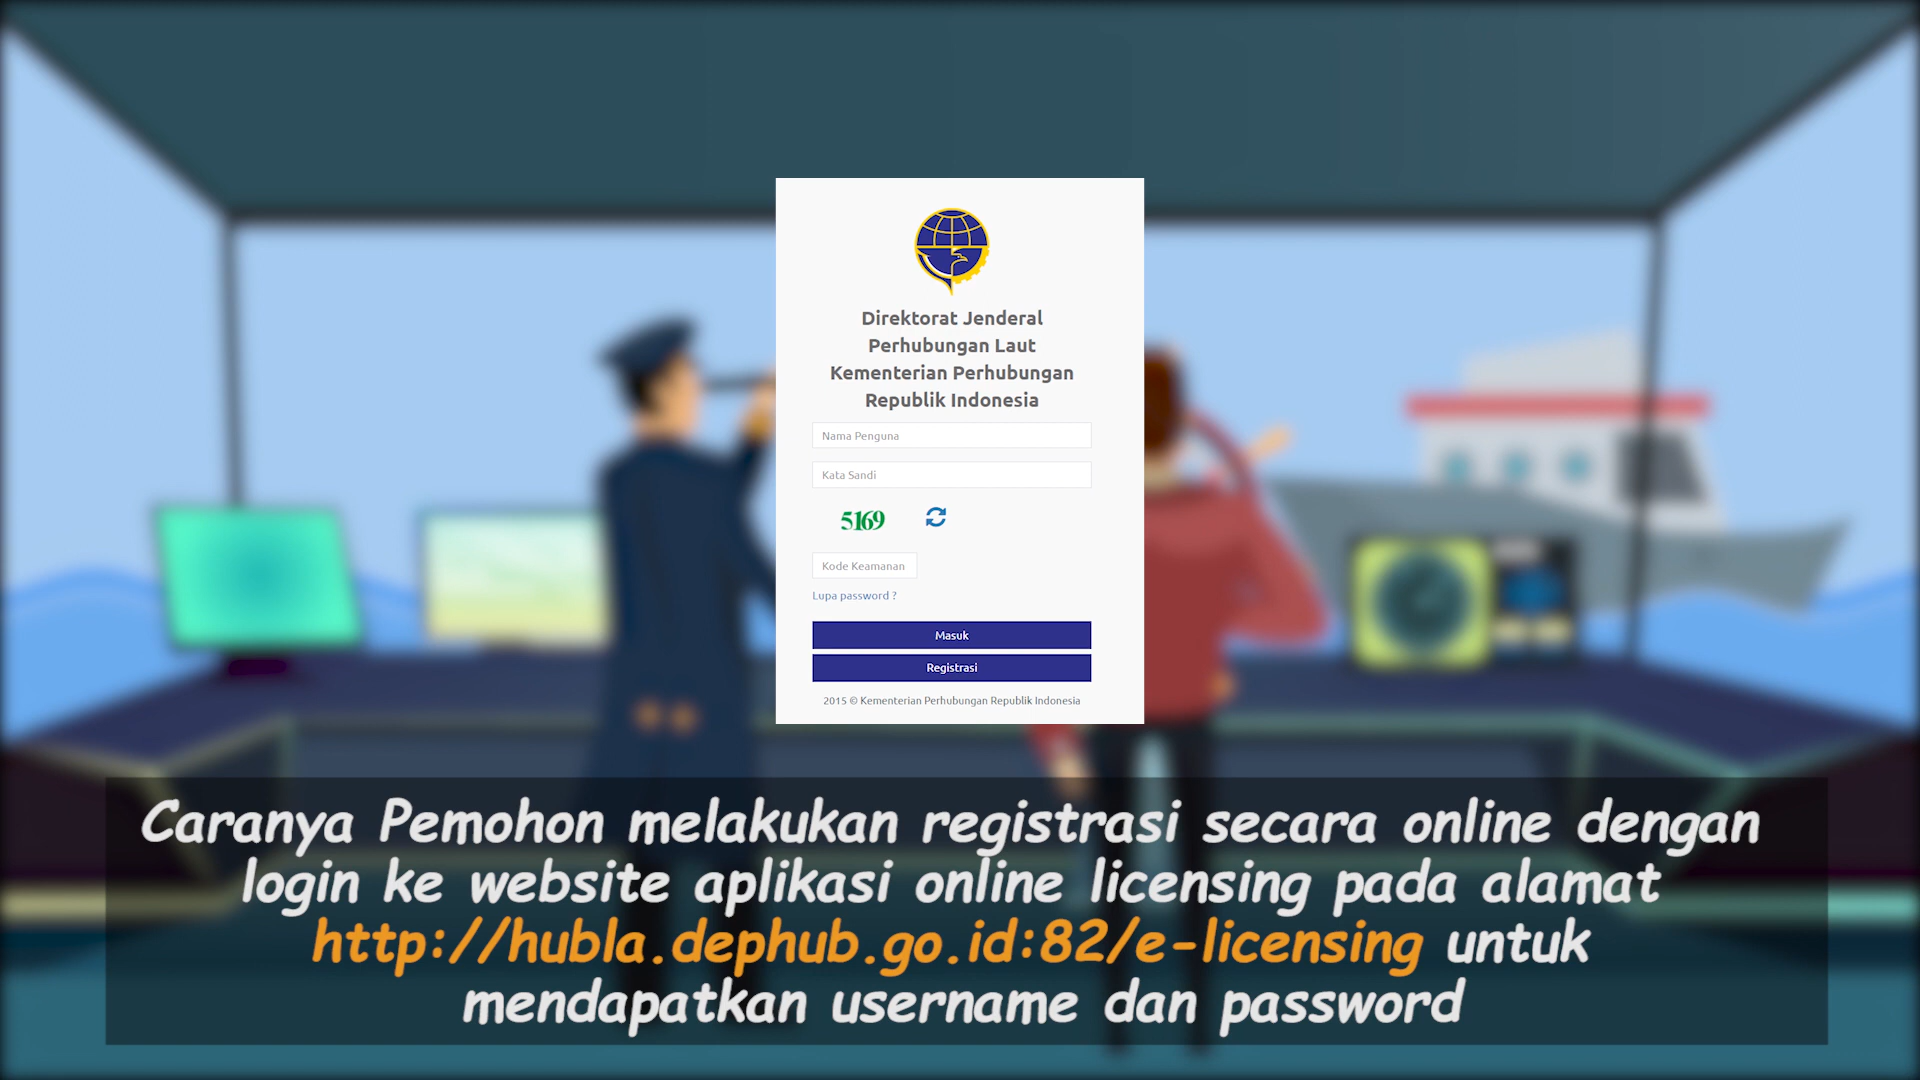 Direktorat Jenderal
Perhubungan Laut
Kementerian Perhubungan
Republik Indonesia
Nama Penguna
Kata Sandi
5169
Kode Keamanan
Lupa password ?
Masuk
Registrasi
2015 © Kementerian Perhubungan Republik Indonesia
Caranya Pemohon melakukan registrasi secara online dengan
login ke website aplikasi online licensing pada alamat
http://hubla.dephub.go.id:82/e-licensing untuk
mendapatkan username dan password